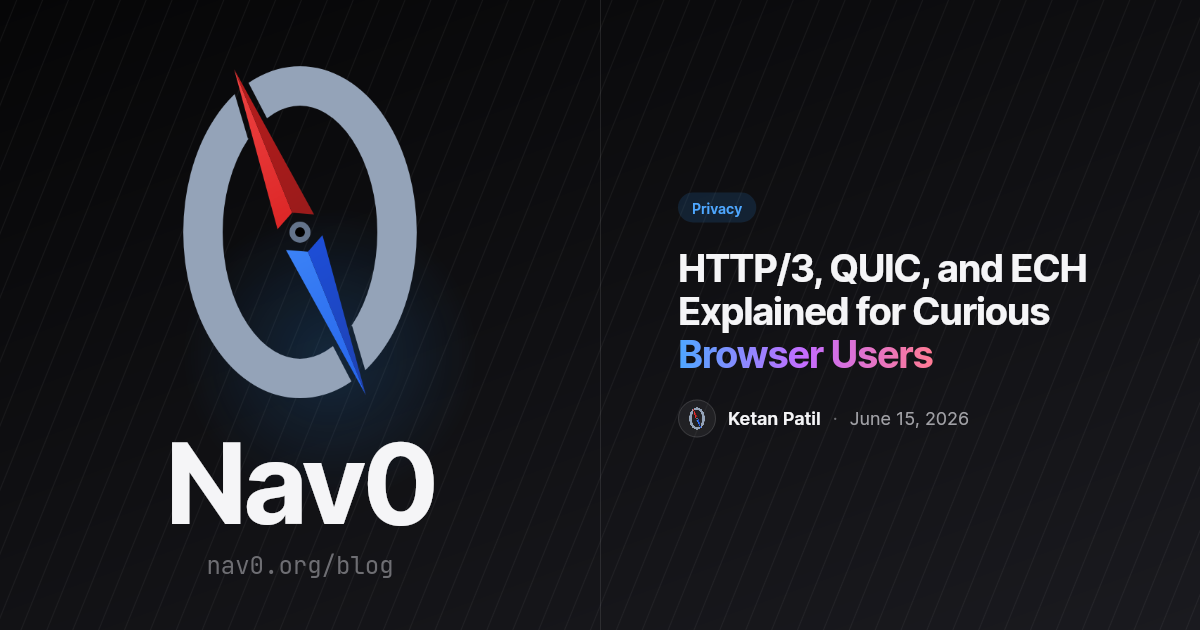 Nav0
nav0.org/blog
Privacy
HTTP/3, QUIC, and ECH
Explained for Curious
Browser Users
Ketan Patil · June 15, 2026